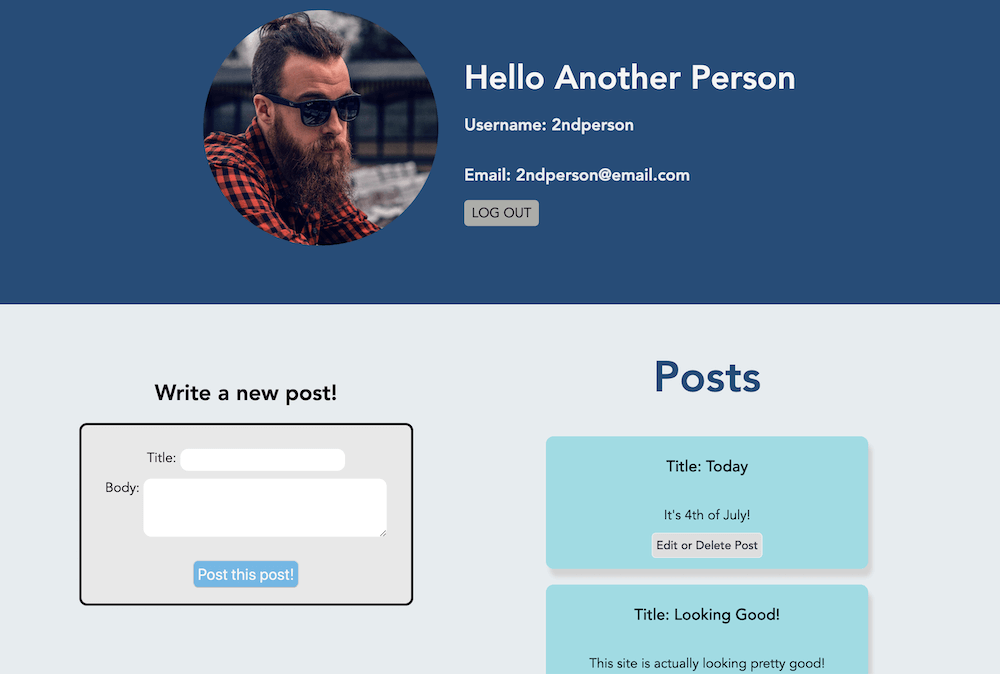 Hello Another Person
Username: 2ndperson
Email: 2ndperson@email.com
LOG OUT
Write a new post!
Title:
Body:
Post this post!
Posts
Title: Today
It's 4th of July!
Edit or Delete Post
Title: Looking Good!
This site is actually looking pretty good!